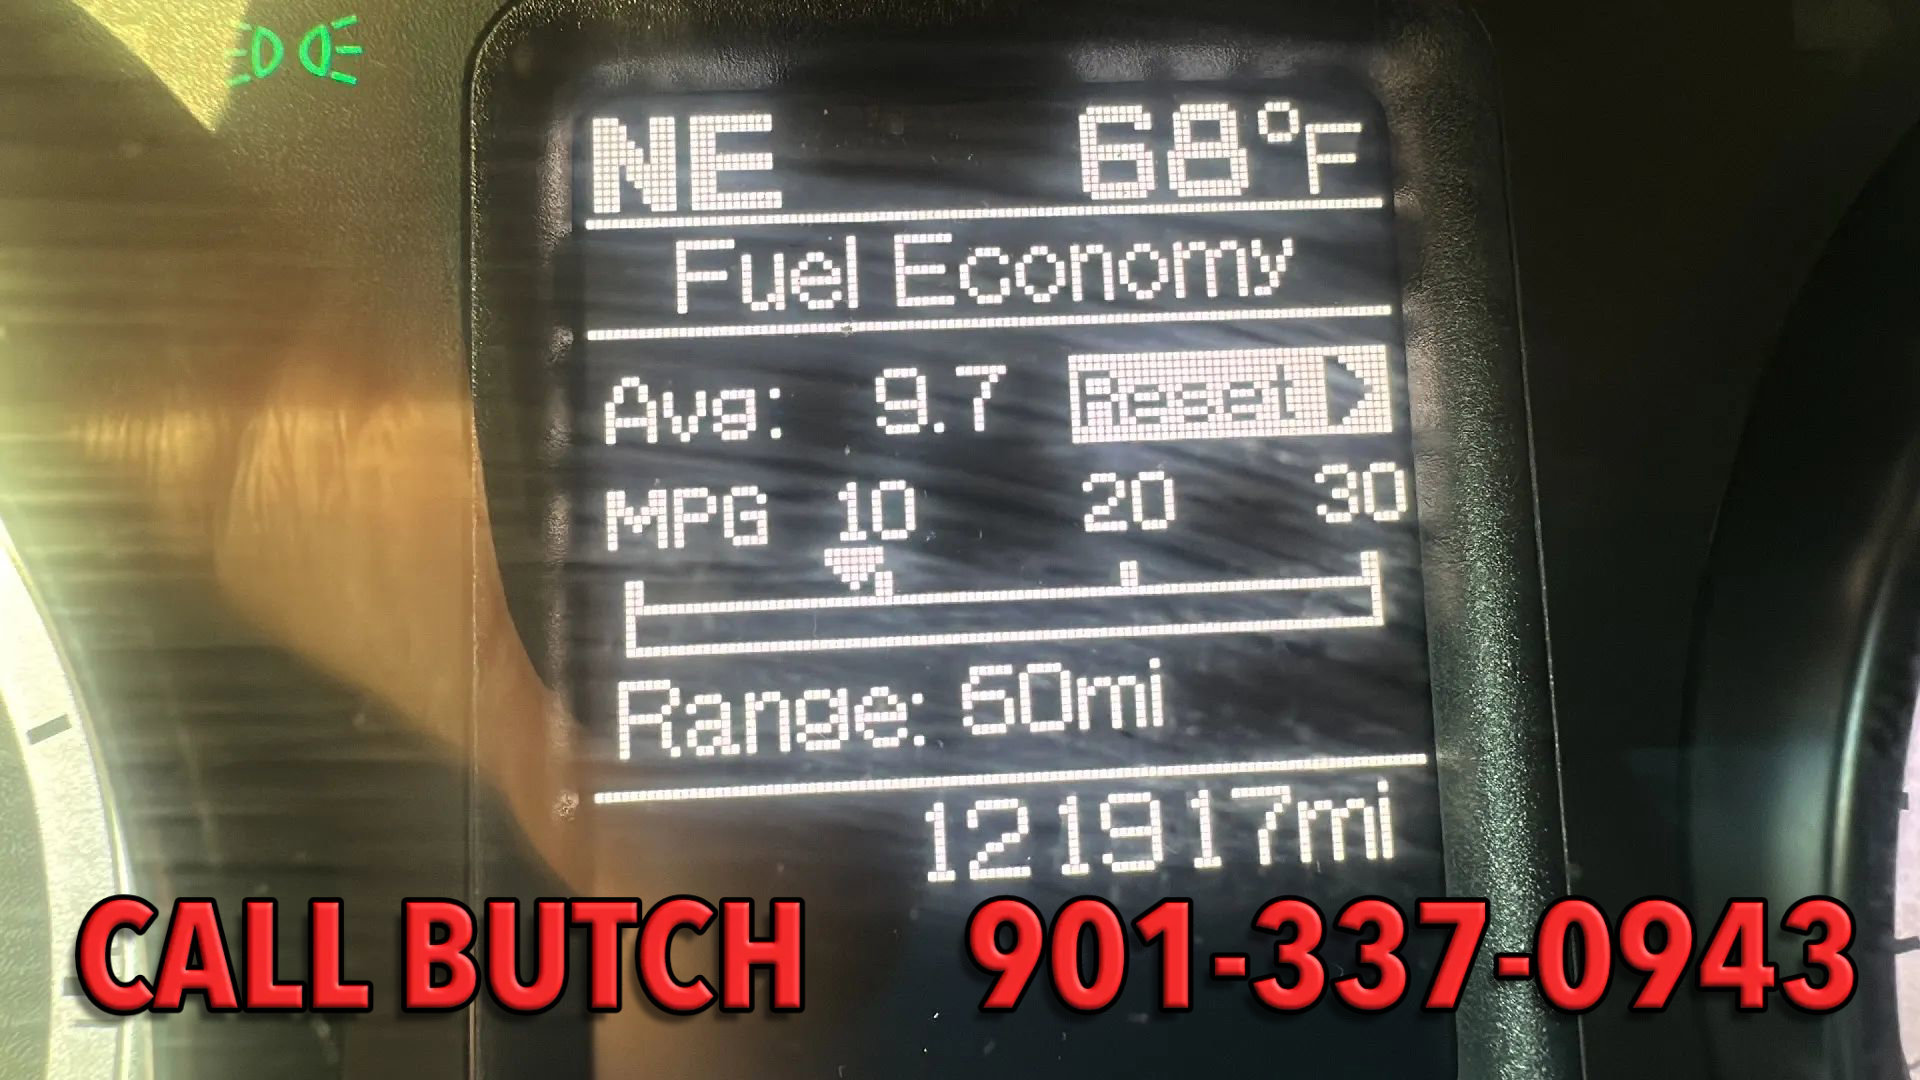 NE 68°F
Fuel Economy
Avg: 9.7 Reset
MPG 10 20 30
Range: 60mi
121917mi
CALL BUTCH 901-337-0943